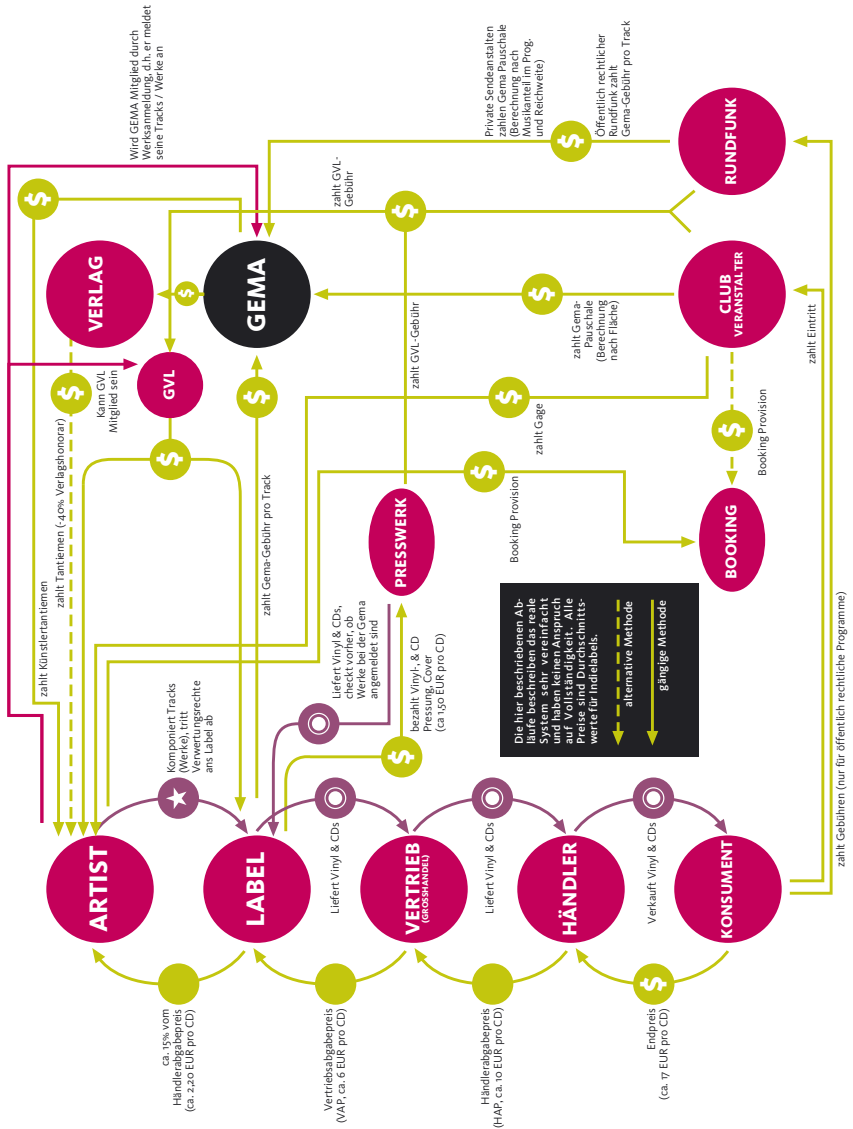 ARTIST
LABEL
VERTRIEB
(GROSSHANDEL)
HÄNDLER
KONSUMENT
ca. 15% vom
Händlerabgabepreis
(ca. 2,20 EUR pro CD)
Vertriebsabgabepreis
(VAP, ca. 6 EUR pro CD)
Händlerabgabepreis
(HAP, ca. 10 EUR pro CD)
$
Endpreis
(ca. 17 EUR pro CD)
Komponiert Tracks
(Werke), tritt
Verwertungsrechte
ans Label ab
Liefert Vinyl & CDs
Liefert Vinyl & CDs
Verkauft Vinyl & CDs
Liefert Vinyl & CDs,
checkt vorher, ob
Werke bei der Gema
angemeldet sind
$
bezahlt Vinyl-, & CD
Pressung, Cover
(ca 1,50 EUR pro CD)
PRESSWERK
zahlt Künstlertantiemen
$
zahlt Tantiemen (-40% Verlagshonorar)
$
Kann GVL
Mitglied sein
$
GVL
VERLAG
$
GEMA
Wird GEMA Mitglied durch
Werksanmeldung, d.h. er meldet
seine Tracks / Werke an
zahlt Gema-Gebühr pro Track
$
zahlt GVL-
Gebühr
$
zahlt GVL-Gebühr
Private Sendeanstalten
zahlen Gema Pauschale
(Berechnung nach
Musikanteil im Prog.
und Reichweite)
$
Öffentlich rechtlicher
Rundfunk zahlt
Gema-Gebühr pro Track
RUNDFUNK
$
zahlt Gema-
Pauschale
(Berechnung
nach Fläche)
CLUB
VERANSTALTER
$
zahlt Gage
$
Booking Provision
$
Booking Provision
BOOKING
zahlt Eintritt
zahlt Gebühren (nur für öffentlich rechtliche Programme)
Die hier beschriebenen Ab-
läufe beschreiben das reale
System sehr vereinfacht
und haben keinen Anspruch
auf Vollständigkeit. Alle
Preise sind Durchschnitts-
werte für Indielabels.
alternative Methode
gängige Methode